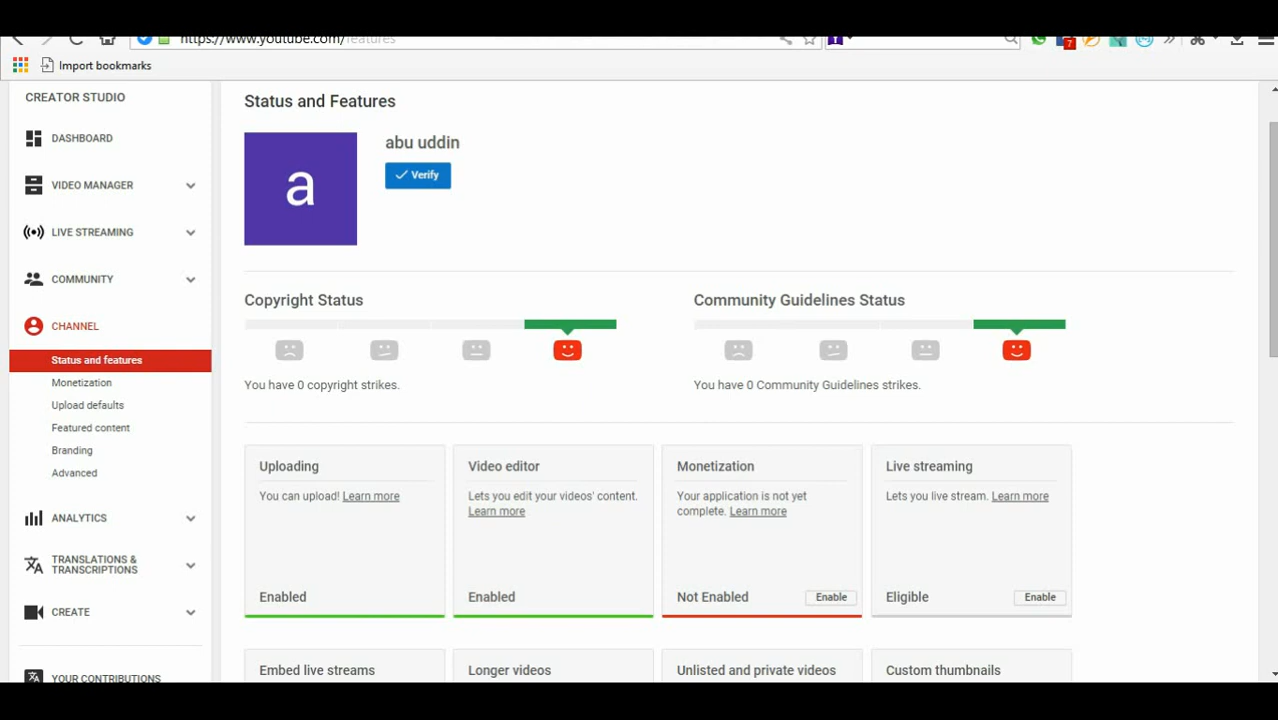 https://www.youtube.com/features
7
Import bookmarks
CREATOR STUDIO
DASHBOARD
VIDEO MANAGER
LIVE STREAMING
COMMUNITY
CHANNEL
Status and features
Monetization
Upload defaults
Featured content
Branding
Advanced
ANALYTICS
TRANSLATIONS &
TRANSCRIPTIONS
CREATE
YOUR CONTRIBUTIONS
Status and Features
a
abu uddin
Verify
Copyright Status
You have 0 copyright strikes.
Community Guidelines Status
You have 0 Community Guidelines strikes.
Uploading
You can upload! Learn more
Enabled
Video editor
Lets you edit your videos' content.
Learn more
Enabled
Monetization
Your application is not yet
complete. Learn more
Not Enabled
Enable
Live streaming
Lets you live stream. Learn more
Eligible
Enable
Embed live streams
Longer videos
Unlisted and private videos
Custom thumbnails